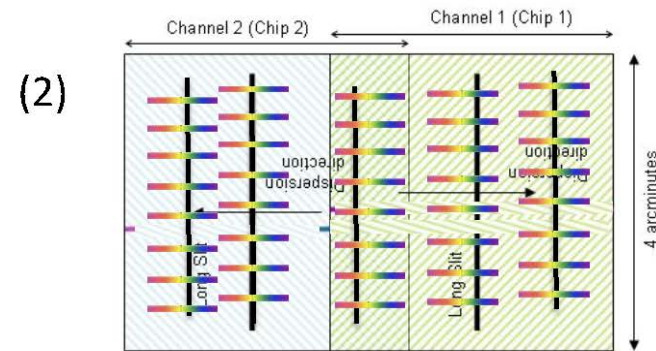 Channel 1 (Chip 1)
Channel 2 (Chip 2)
(2)
Dispersion
direction
Dispersion
direction
Long Slit
Long Slit
4 arcminutes